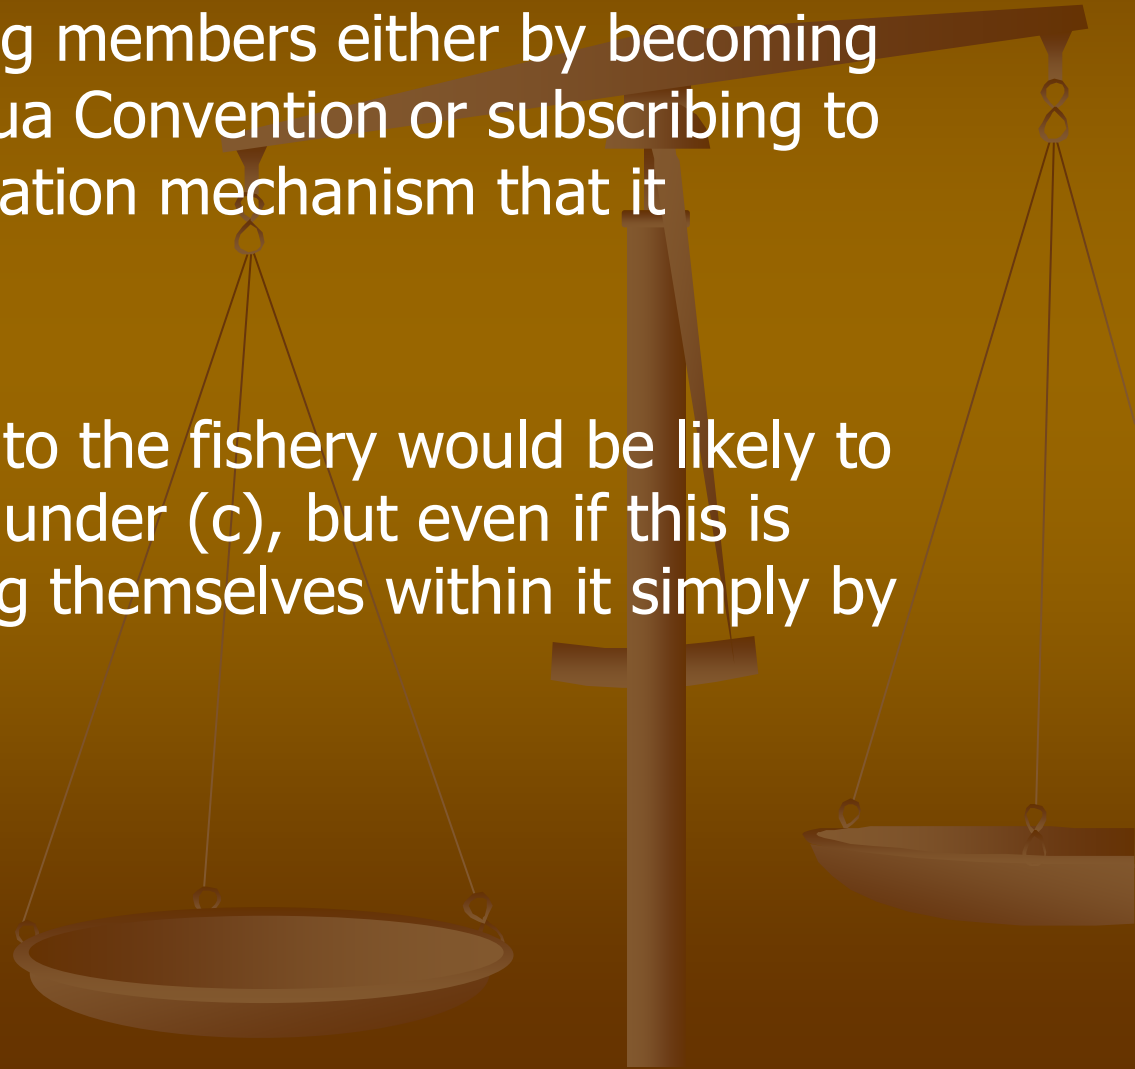 g members either by becoming
ua Convention or subscribing to
ation mechanism that it
to the fishery would be likely to
under (c), but even if this is
g themselves within it simply by